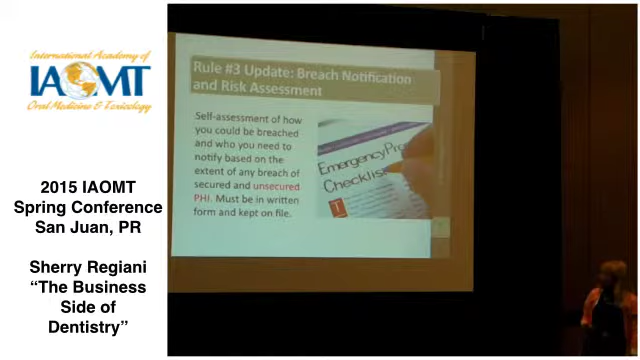 International Academy of
IAOMT
Oral Medicine & Toxicology
2015 IAOMT
Spring Conference
San Juan, PR
Sherry Regiani
“The Business
Side of
Dentistry”
Rule #3 Update: Breach Notification
and Risk Assessment
Self-assessment of how
you could be breached
and who you need to
notify based on the
extent of any breach of
secured and unsecured
PHI. Must be in written
form and kept on file.
Checklis